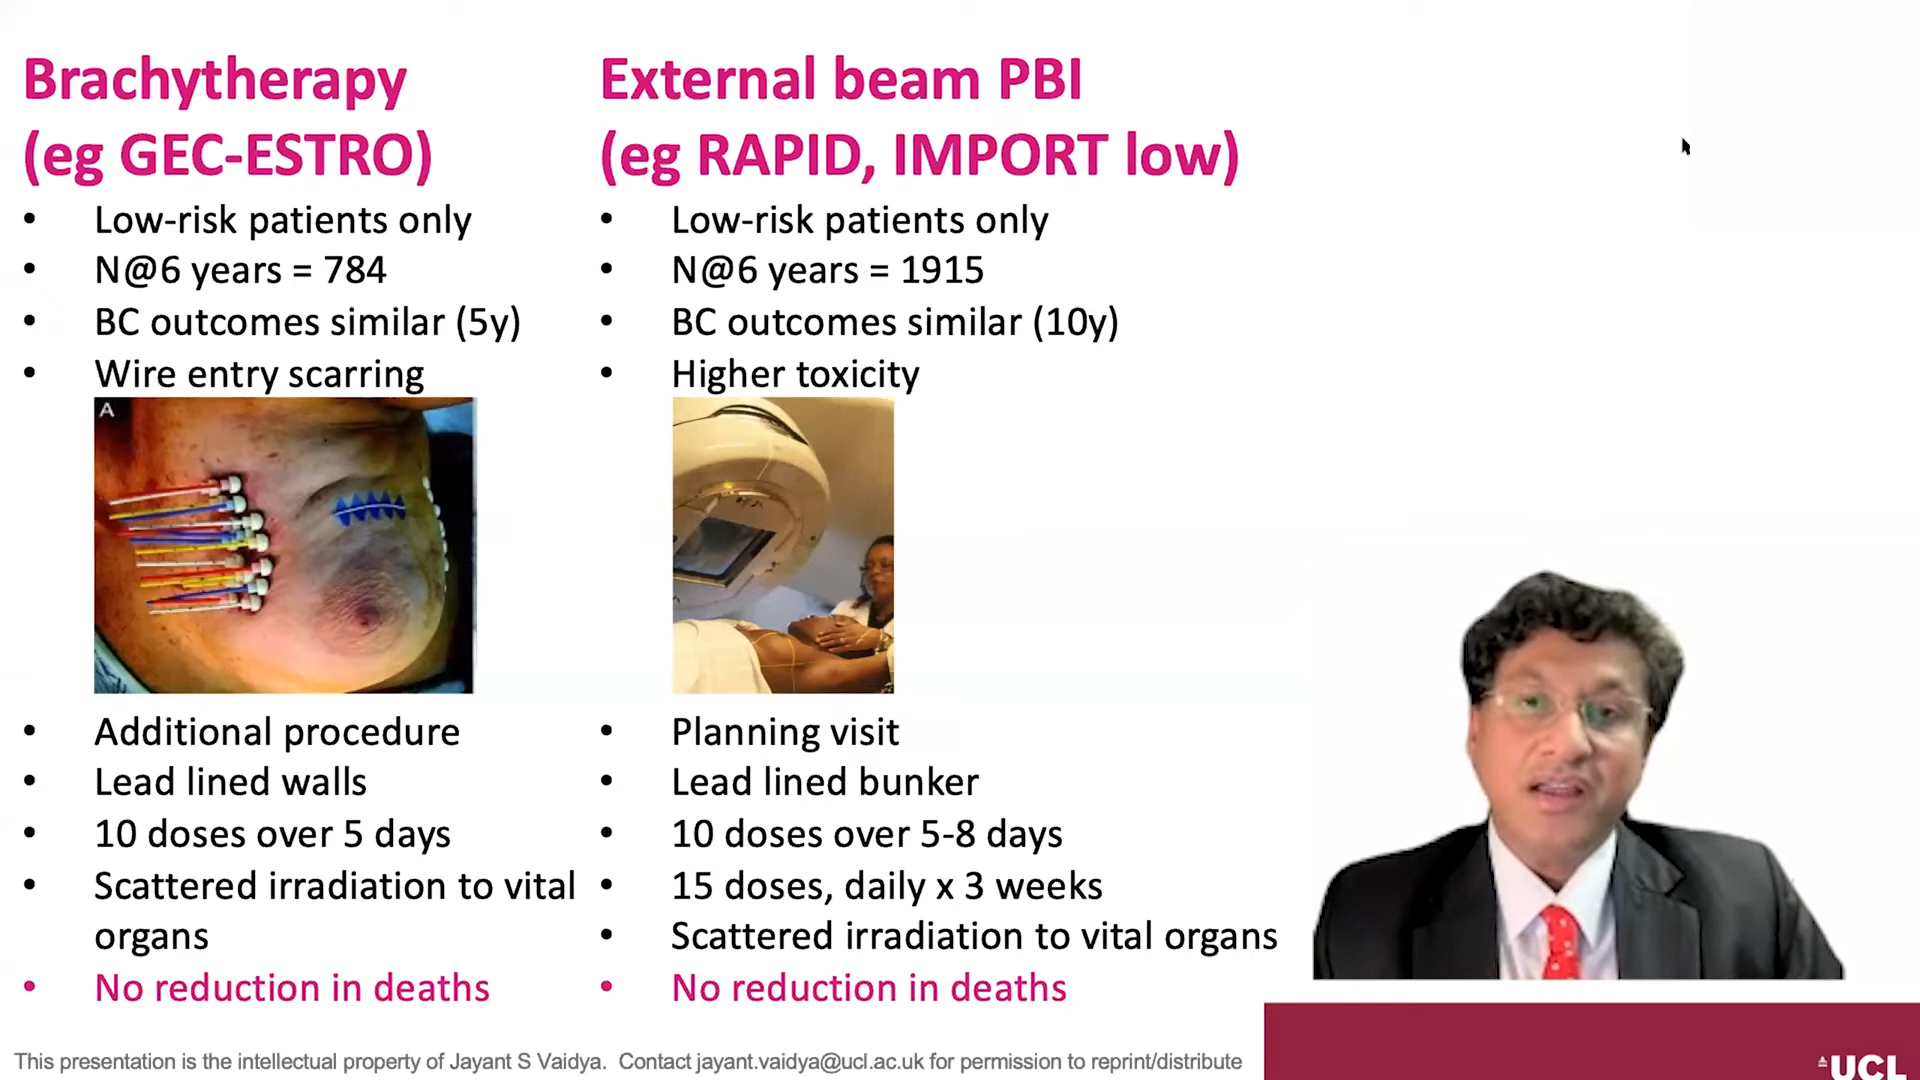 Brachytherapy
(eg GEC-ESTRO)
• Low-risk patients only
• N@6 years = 784
• BC outcomes similar (5y)
• Wire entry scarring
A
• Additional procedure
• Lead lined walls
• 10 doses over 5 days
• Scattered irradiation to vital
organs
• No reduction in deaths
External beam PBI
(eg RAPID, IMPORT low)
• Low-risk patients only
• N@6 years = 1915
• BC outcomes similar (10y)
• Higher toxicity
• Planning visit
• Lead lined bunker
• 10 doses over 5-8 days
• 15 doses, daily x 3 weeks
• Scattered irradiation to vital organs
• No reduction in deaths
This presentation is the intellectual property of Jayant S Vaidya. Contact jayant.vaidya@ucl.ac.uk for permission to reprint/distribute
UCL